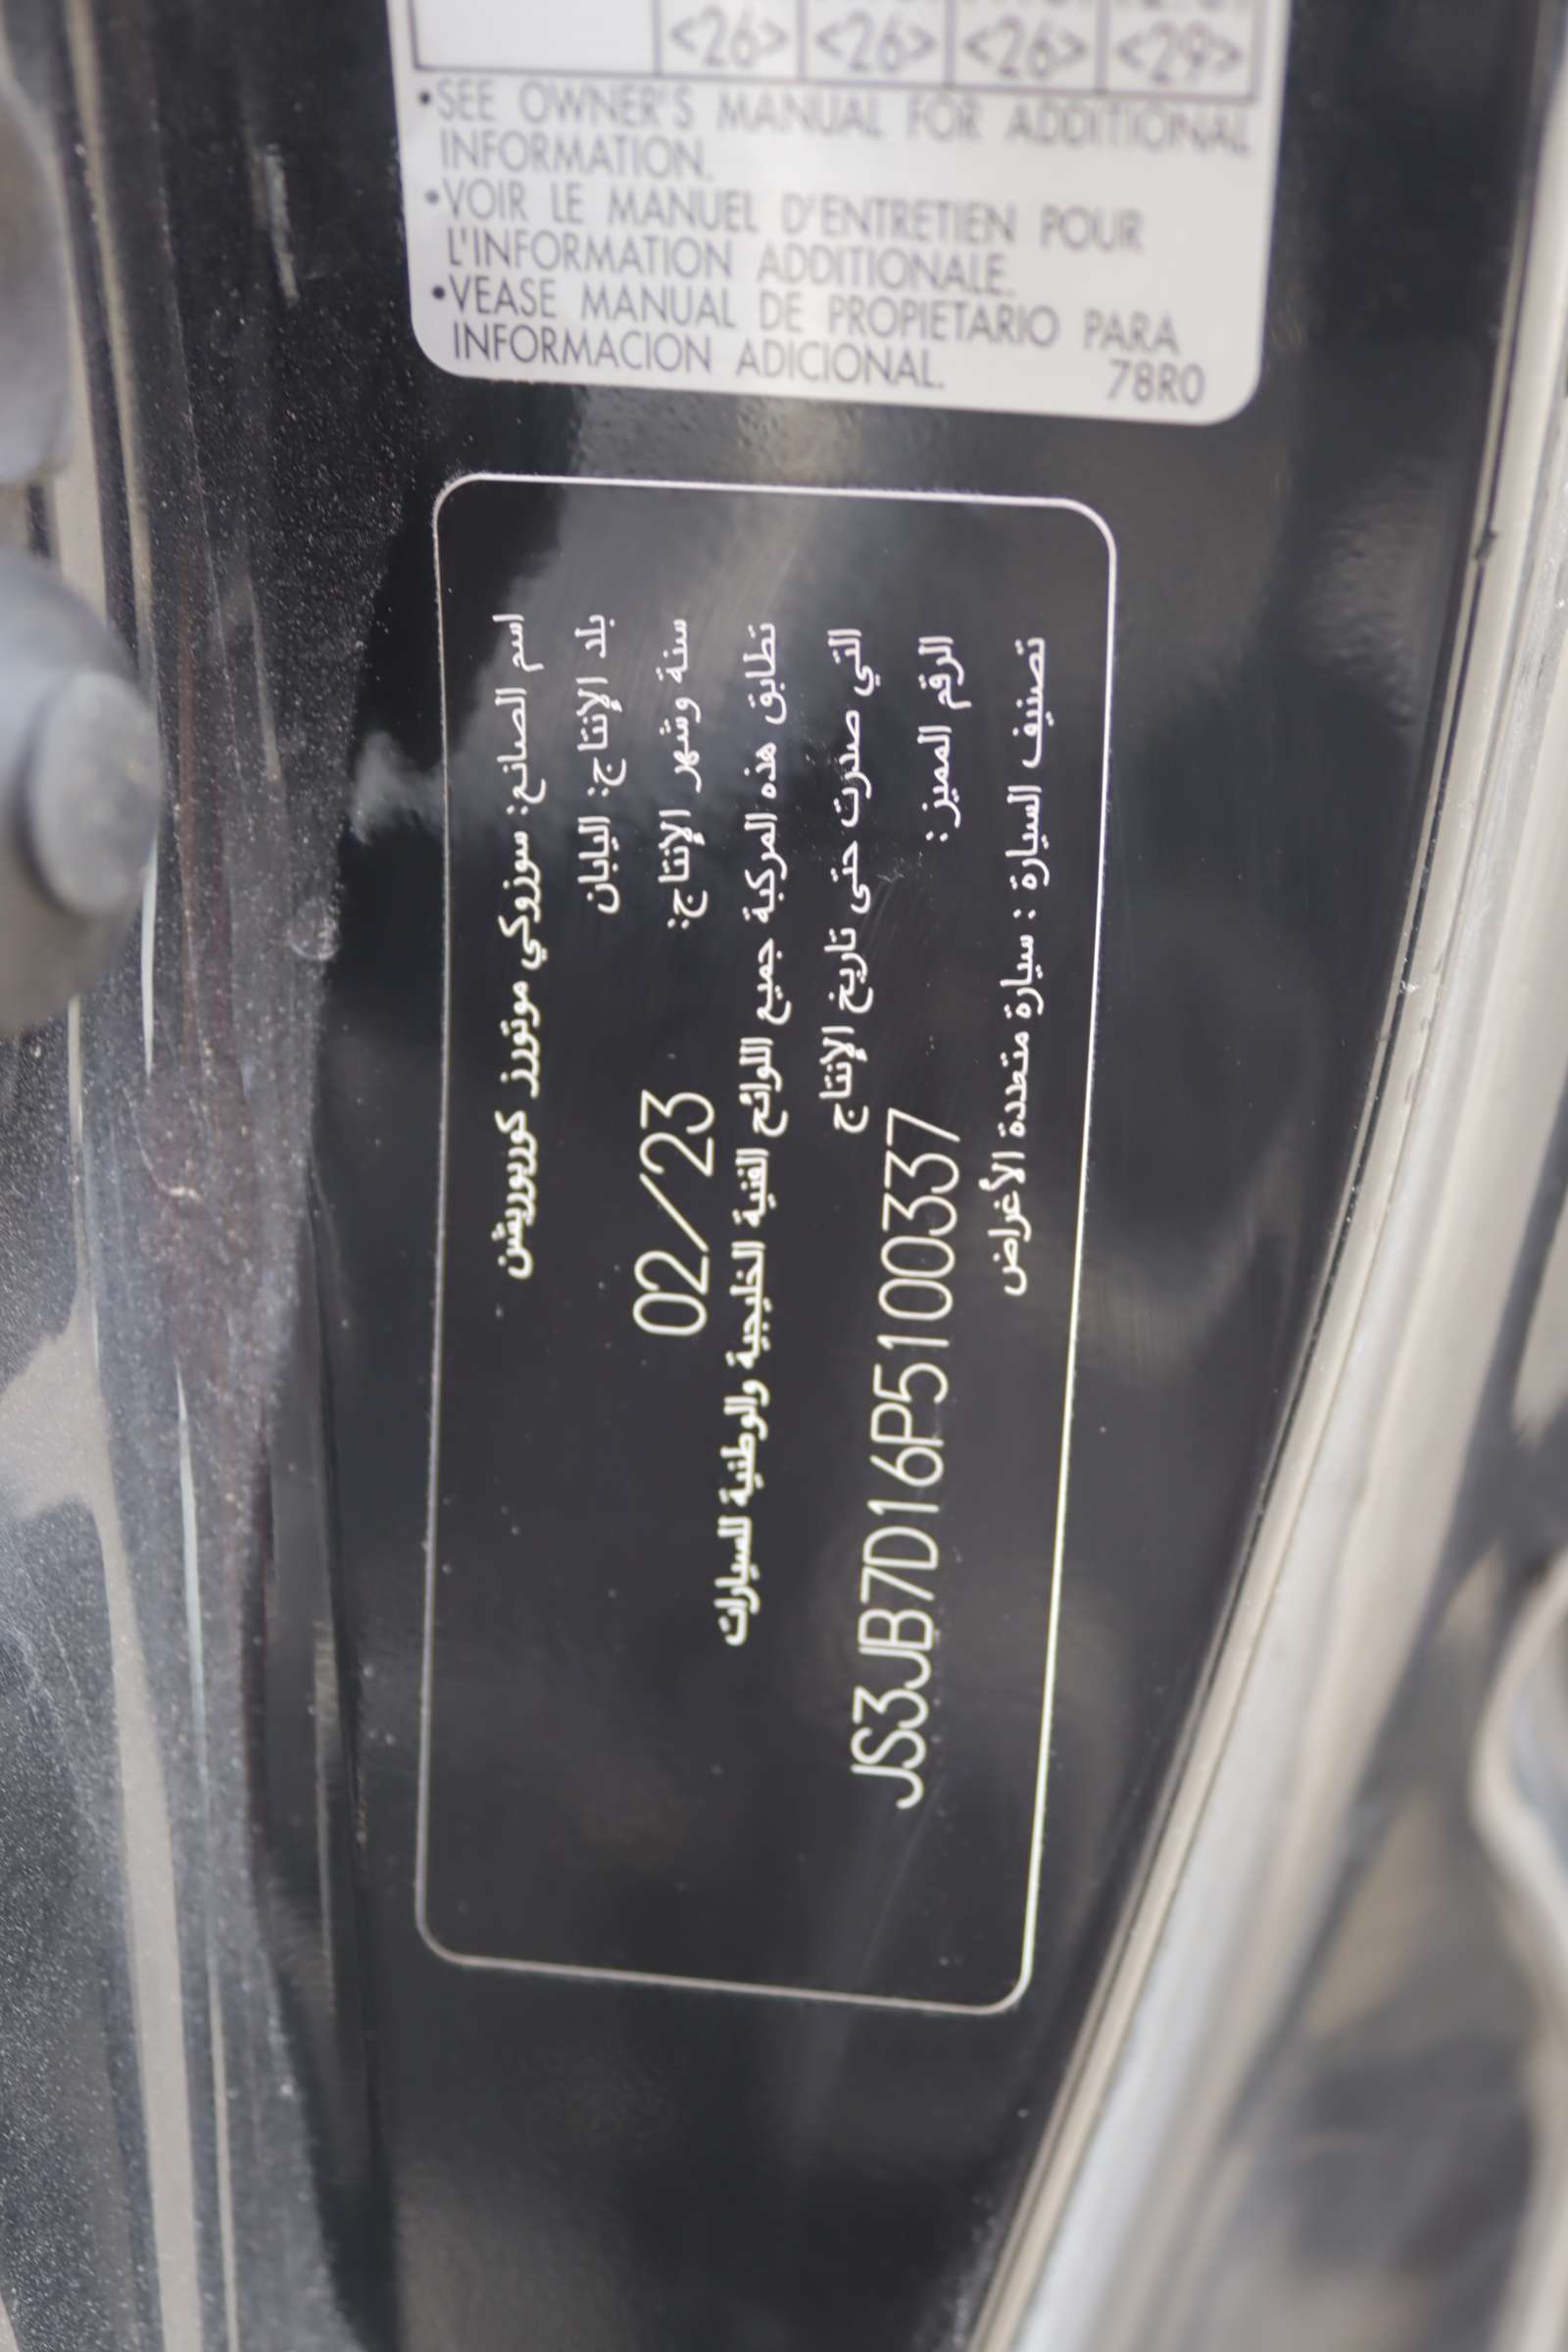 <26> <26> <26> <29>
•SEE OWNER'S MANUAL FOR ADDITIONAL
INFORMATION.
•VOIR LE MANUEL D'ENTRETIEN POUR
L'INFORMATION ADDITIONALE.
•VEASE MANUAL DE PROPIETARIO PARA
INFORMACION ADICIONAL.
78R0
اسم الصانع: سوزوكي موتورز كوربوريشن
بلد الإنتاج: اليابان
سنة وشهر الإنتاج: 02/23
تطابق هذه المركبة جميع اللوائح الفنية الخليجية والوطنية للسيارات
التي صدرت حتى تاريخ الإنتاج
الرقم المميز: JS3JB7D16P5100337
تصنيف السيارة : سيارة متعددة الأغراض